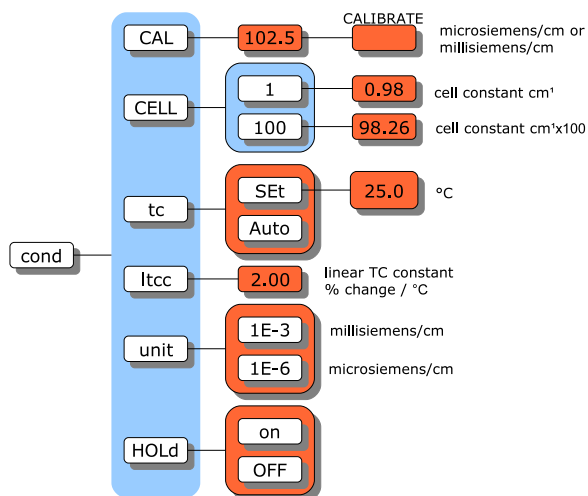 CALIBRATE
CAL
102.5
microsiemens/cm or
millisiemens/cm
CELL
1
0.98
cell constant cm¹
100
98.26
cell constant cm¹x100
tc
SEt
25.0
°C
Auto
cond
ltcc
2.00
linear TC constant
% change / °C
unit
1E-3
millisiemens/cm
1E-6
microsiemens/cm
HOLd
on
OFF